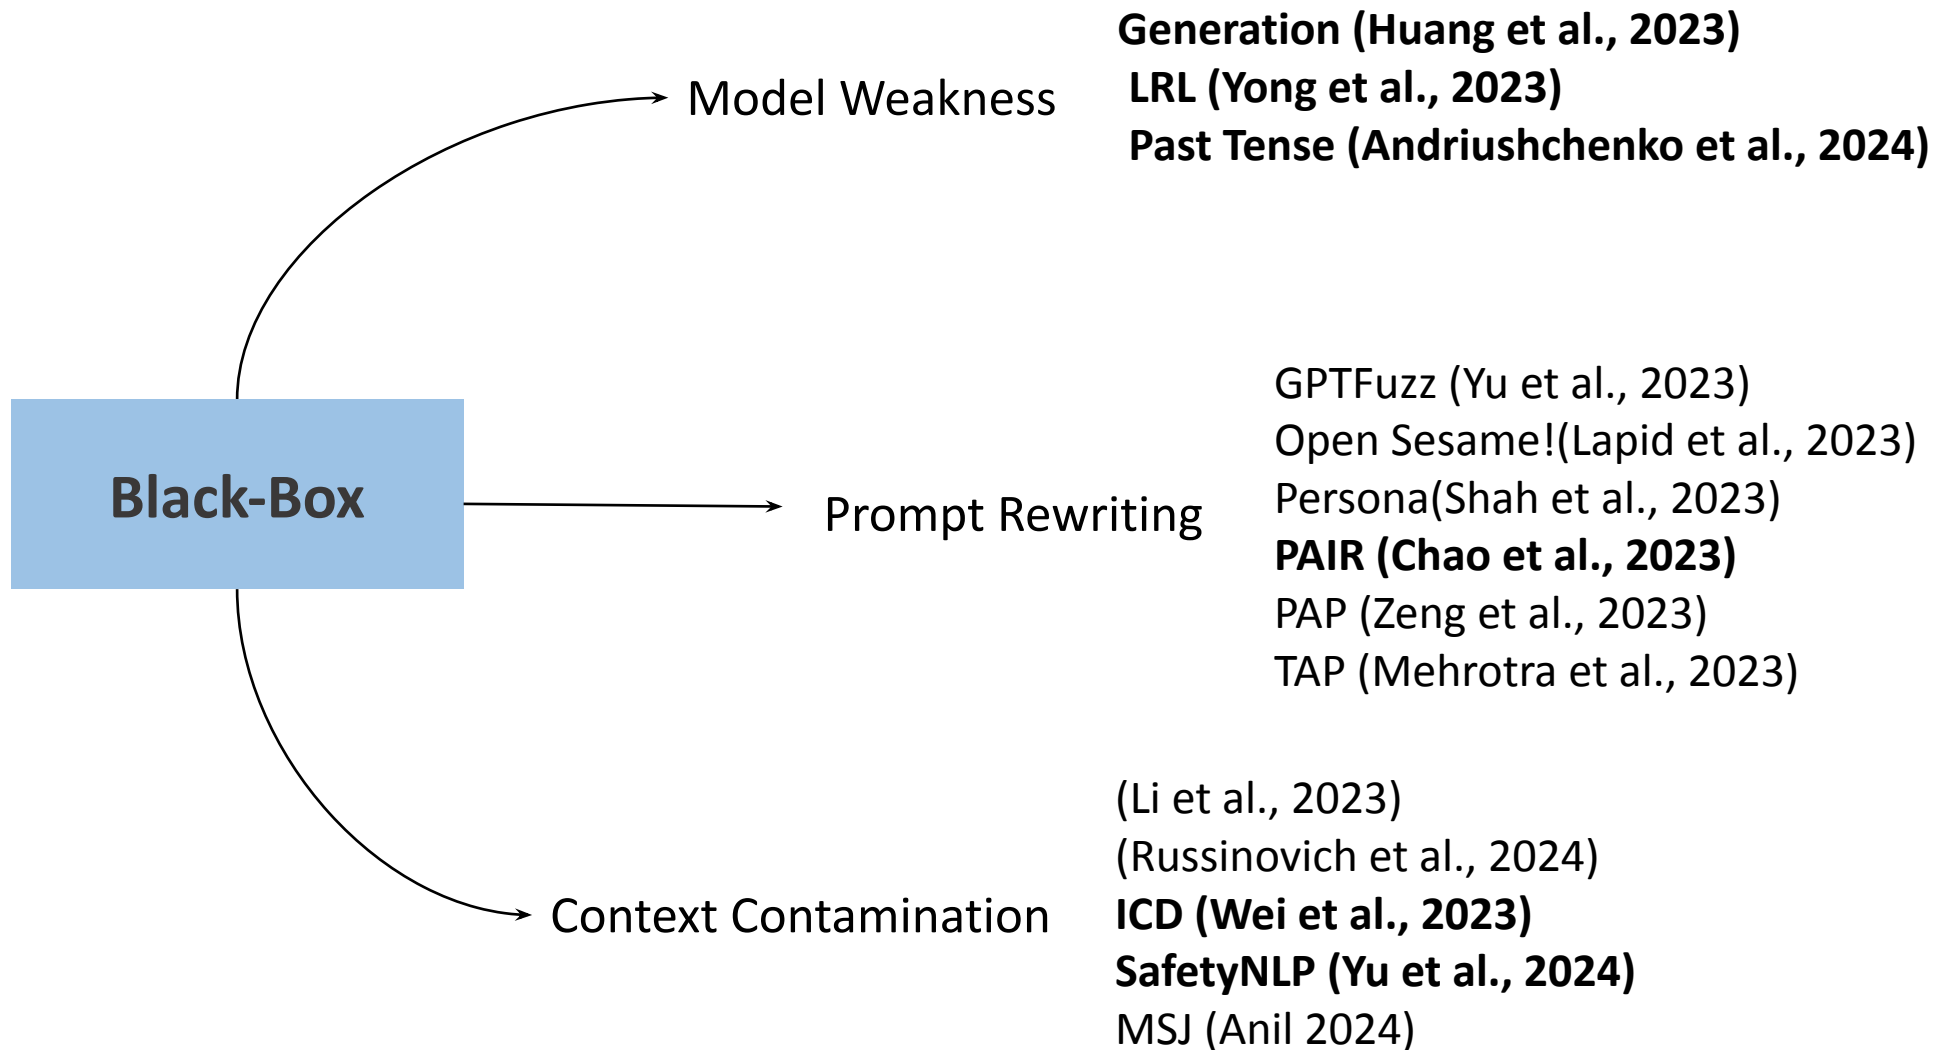 Black-Box
Model Weakness
Generation (Huang et al., 2023)
LRL (Yong et al., 2023)
Past Tense (Andriushchenko et al., 2024)
Prompt Rewriting
GPTFuzz (Yu et al., 2023)
Open Sesame!(Lapid et al., 2023)
Persona(Shah et al., 2023)
PAIR (Chao et al., 2023)
PAP (Zeng et al., 2023)
TAP (Mehrotra et al., 2023)
Context Contamination
(Li et al., 2023)
(Russinovich et al., 2024)
ICD (Wei et al., 2023)
SafetyNLP (Yu et al., 2024)
MSJ (Anil 2024)